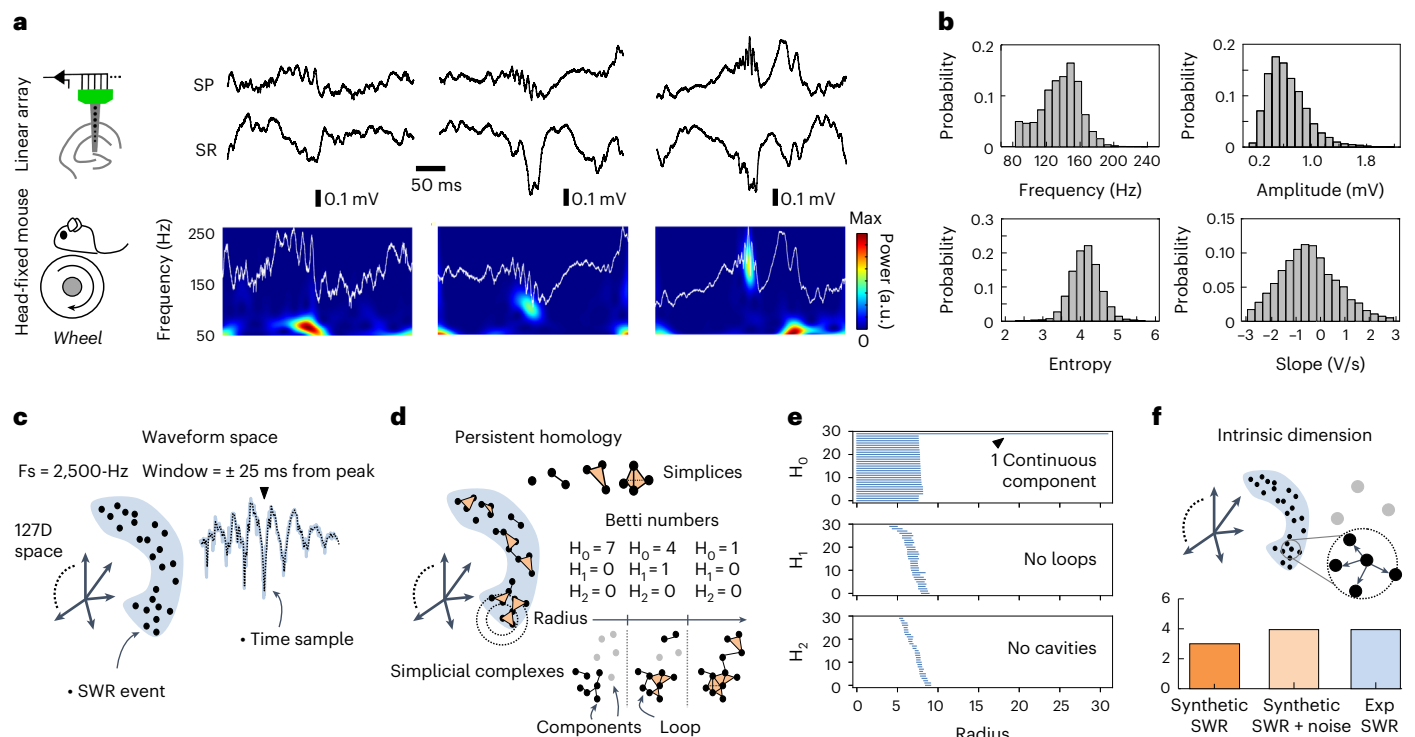 a
Linear array
Head-fixed mouse
Wheel
SP
SR
50 ms
0.1 mV
0.1 mV
0.1 mV
Frequency (Hz)
250
150
50
Max
Power (a.u.)
0
b
Probability
0.2
0.1
0
80 120 160 200 240
Frequency (Hz)
Probability
0.2
0.1
0
0.2 1.0 1.8
Amplitude (mV)
Probability
0.3
0.2
0.1
0
2 3 4 5 6
Entropy
Probability
0.15
0.10
0.05
0
−3 −2 −1 0 1 2 3
Slope (V/s)
c
Waveform space
Fs = 2,500-Hz Window = ± 25 ms from peak
127D
space
• Time sample
• SWR event
d
Persistent homology
Simplices
Betti numbers
H0 = 7 H0 = 4 H0 = 1
H1 = 0 H1 = 1 H1 = 0
H2 = 0 H2 = 0 H2 = 0
Radius
Simplicial complexes
Components Loop
e
H0
30
20
10
0
1 Continuous
component
H1
30
20
10
0
No loops
H2
30
20
10
0
No cavities
0 5 10 15 20 25 30
Radius
f
Intrinsic dimension
6
4
2
0
Synthetic
SWR
Synthetic
SWR + noise
Exp
SWR